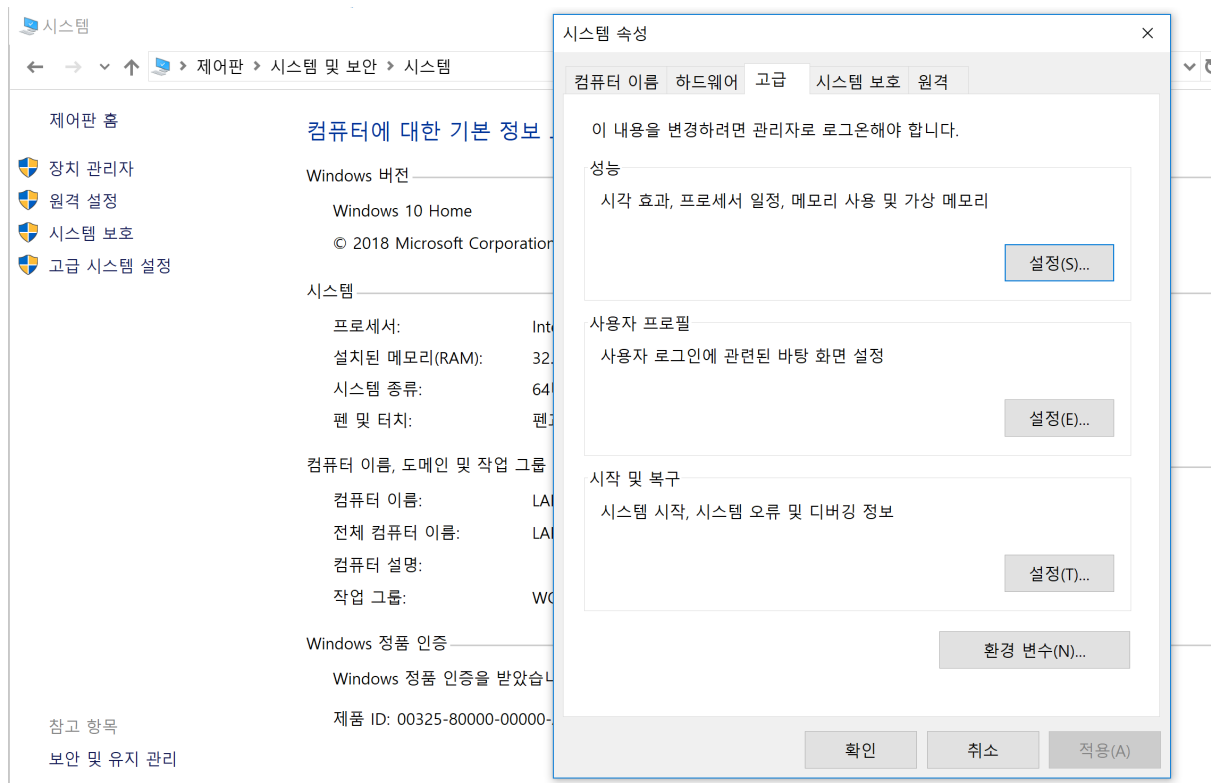 시스템
제어판 > 시스템 및 보안 > 시스템
제어판 홈
장치 관리자
원격 설정
시스템 보호
고급 시스템 설정
참고 항목
보안 및 유지 관리
컴퓨터에 대한 기본 정보
Windows 버전
Windows 10 Home
© 2018 Microsoft Corporation
시스템
프로세서:
설치된 메모리(RAM): 32.
시스템 종류: 64
펜 및 터치:
컴퓨터 이름, 도메인 및 작업 그룹
컴퓨터 이름:
전체 컴퓨터 이름:
컴퓨터 설명:
작업 그룹:
Windows 정품 인증
Windows 정품 인증을
제품 ID: 00325-80000-00000-
시스템 속성
컴퓨터 이름 하드웨어 고급 시스템 보호 원격
이 내용을 변경하려면 관리자로 로그온해야 합니다.
성능
시각 효과, 프로세서 일정, 메모리 사용 및 가상 메모리
설정(S)...
사용자 프로필
사용자 로그인에 관련된 바탕 화면 설정
설정(E)...
시작 및 복구
시스템 시작, 시스템 오류 및 디버깅 정보
설정(T)...
환경 변수(N)...
확인 취소 적용(A)